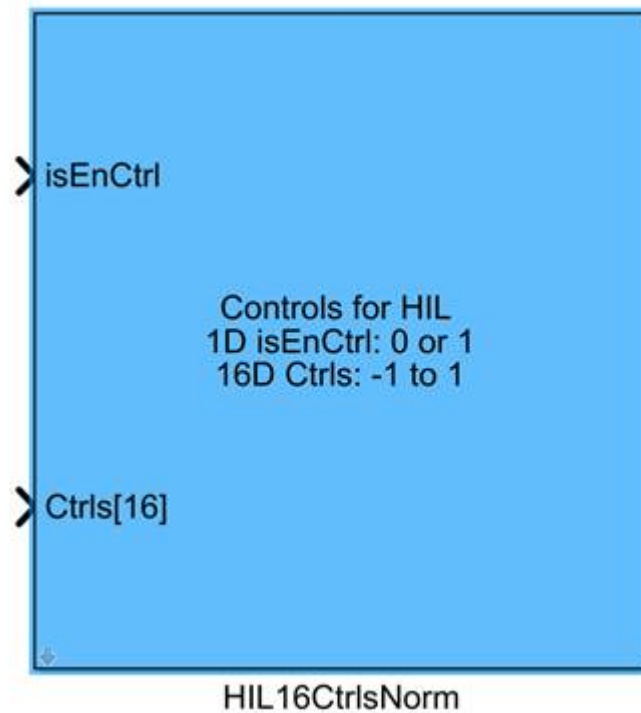 isEnCtrl
Controls for HIL
1D isEnCtrl: 0 or 1
16D Ctrls: -1 to 1
Ctrls[16]
HIL16CtrlsNorm